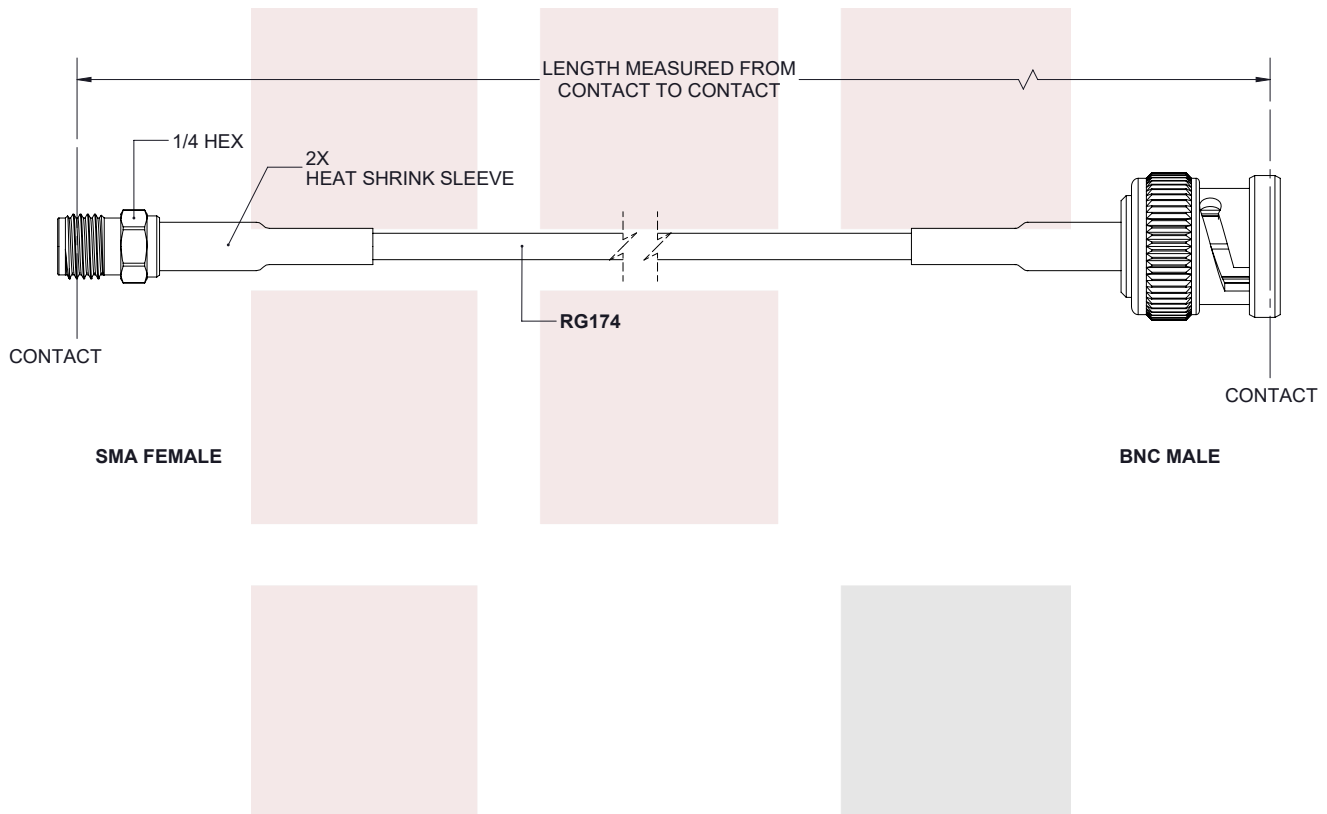 LENGTH MEASURED FROM
CONTACT TO CONTACT
1/4 HEX
2X
HEAT SHRINK SLEEVE
RG174
CONTACT
CONTACT
SMA FEMALE
BNC MALE